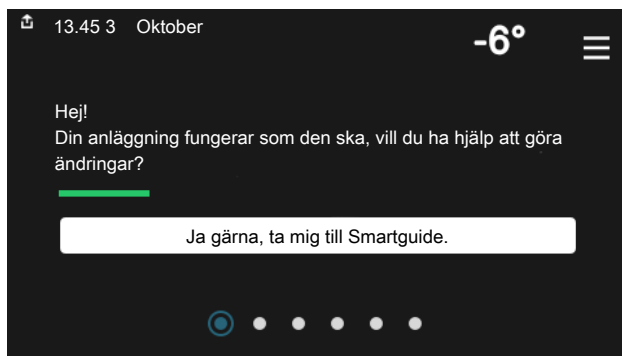 13.45 3 Oktober
-6°
Hej!
Din anläggning fungerar som den ska, vill du ha hjälp att göra
ändringar?
Ja gärna, ta mig till Smartguide.